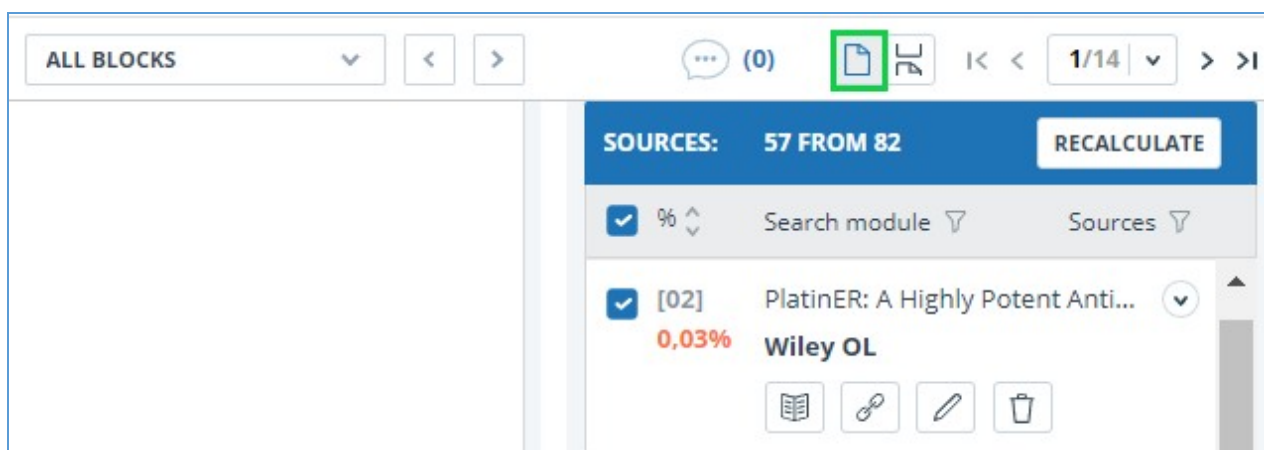 ALL BLOCKS
(0)
1/14
SOURCES: 57 FROM 82 RECALCULATE
% Search module Sources
[02] PlatinER: A Highly Potent Anti...
0,03% Wiley OL